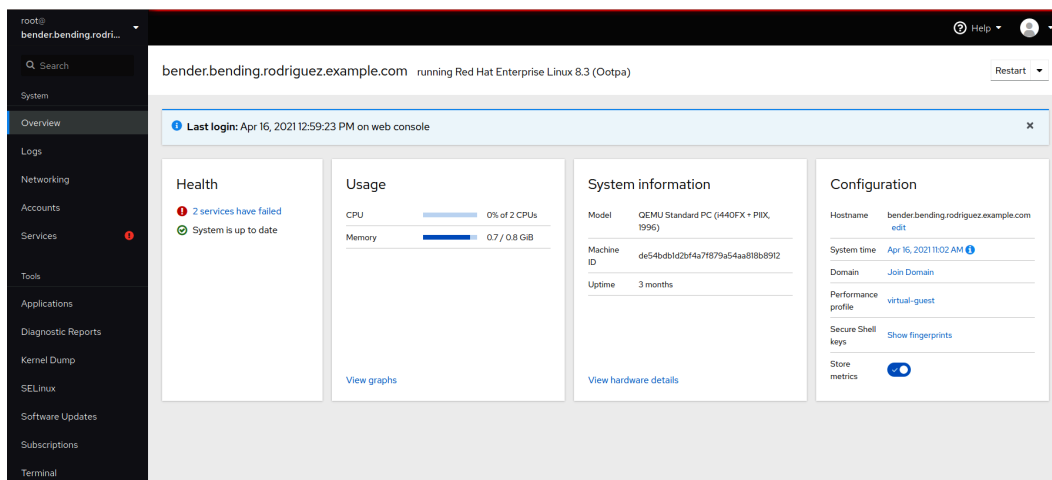 root@
bender.bending.rodri...
Help
Search
bender.bending.rodriguez.example.com running Red Hat Enterprise Linux 8.3 (Ootpa)
Restart
System
Overview
Last login: Apr 16, 2021 12:59:23 PM on web console
Logs
Networking
Accounts
Services
Tools
Applications
Diagnostic Reports
Kernel Dump
SELinux
Software Updates
Subscriptions
Terminal
Health
2 services have failed
System is up to date
Usage
CPU 0% of 2 CPUs
Memory 0.7 / 0.8 GiB
View graphs
System information
Model QEMU Standard PC (i440FX + PIIX,
1996)
Machine
ID de54bdb1d2bf4a7f879a54aa818b8912
Uptime 3 months
View hardware details
Configuration
Hostname bender.bending.rodriguez.example.com
edit
System time Apr 16, 2021 11:02 AM
Domain Join Domain
Performance
profile virtual-guest
Secure Shell
keys Show fingerprints
Store
metrics